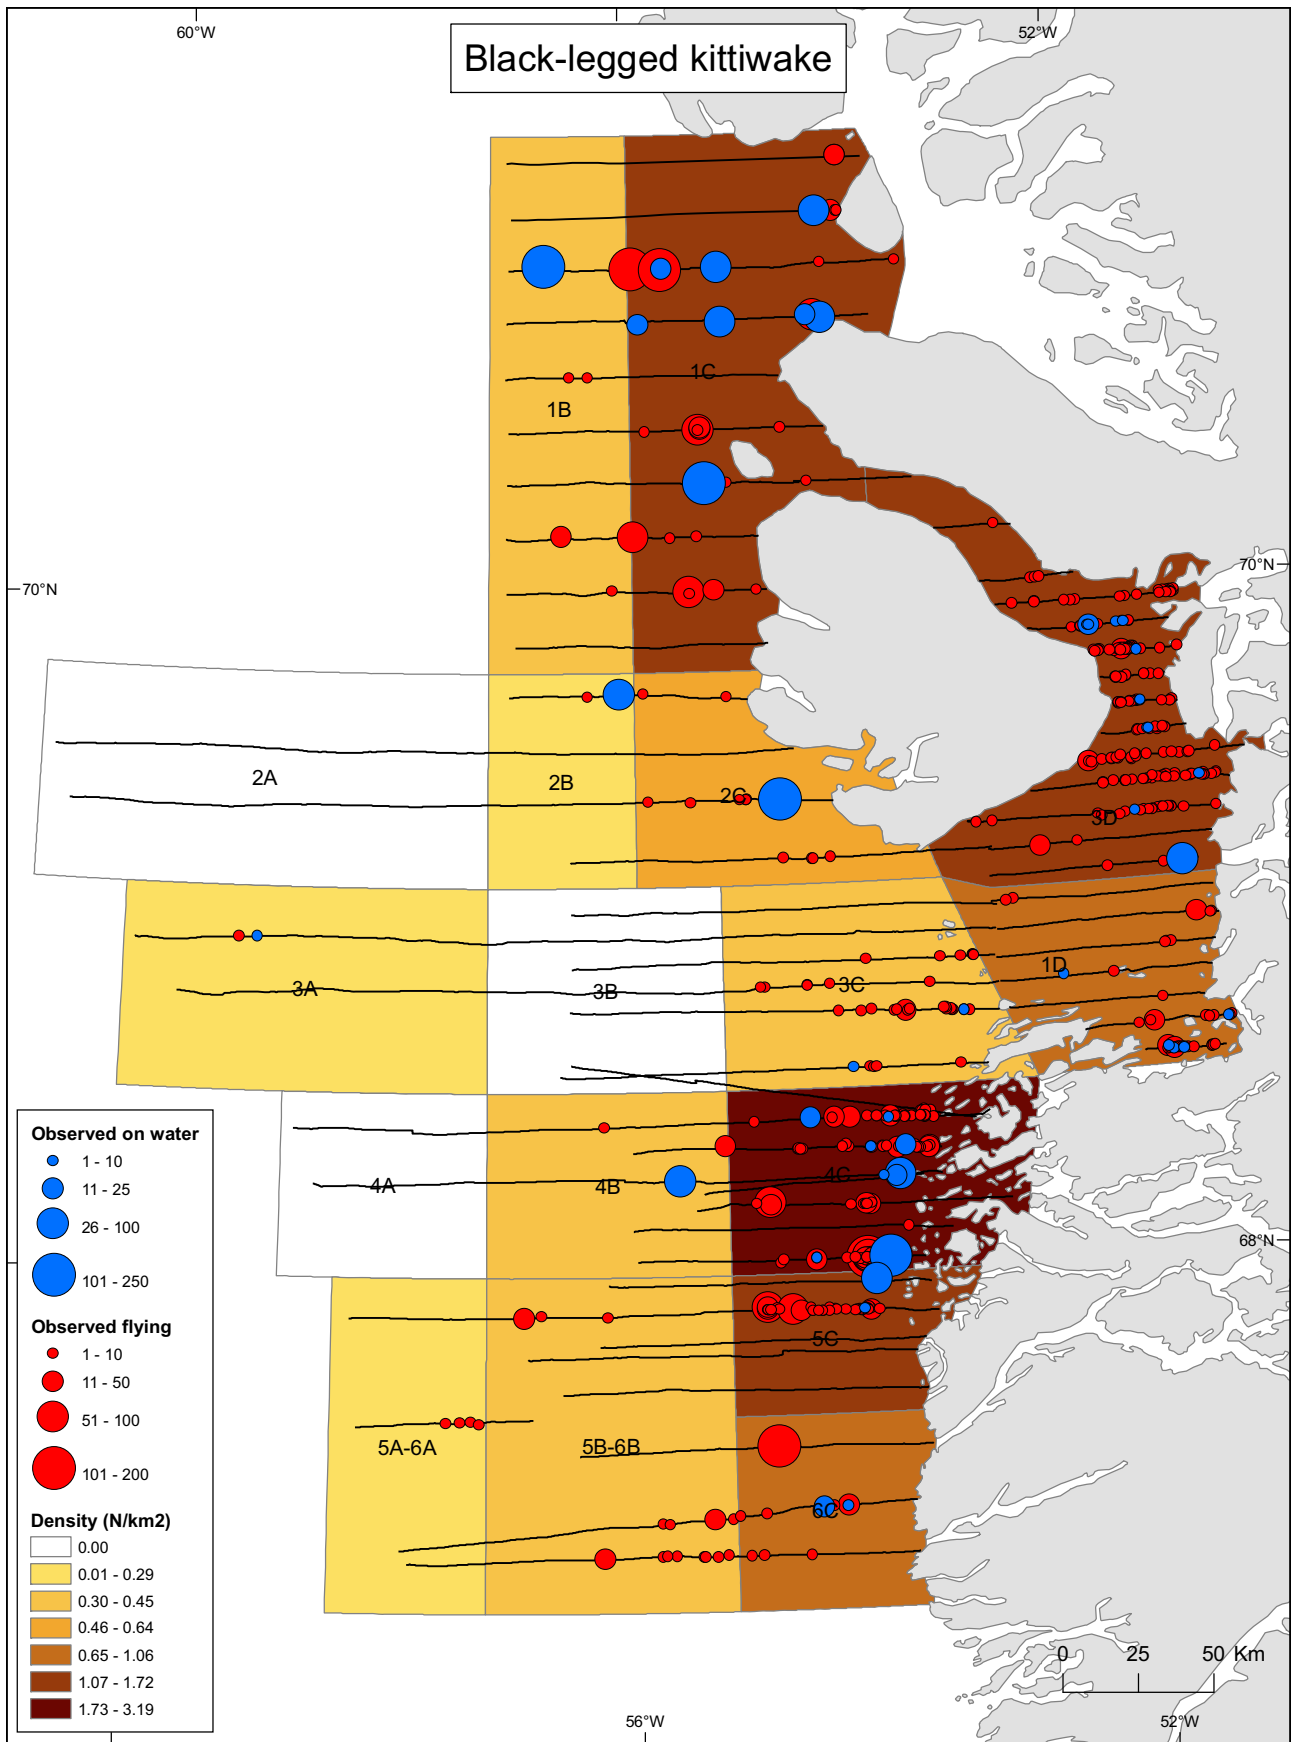 60°W
52°W
Black-legged kittiwake
1C
1B
70°N
70°N
2A
2B
2C
3D
1D
3A
3B
3C
4A
4B
4C
68°N
5C
5A-6A
5B-6B
6C
Observed on water
1 - 10
11 - 25
26 - 100
101 - 250
Observed flying
1 - 10
11 - 50
51 - 100
101 - 200
Density (N/km2)
0.00
0.01 - 0.29
0.30 - 0.45
0.46 - 0.64
0.65 - 1.06
1.07 - 1.72
1.73 - 3.19
0 25 50 Km
56°W
52°W